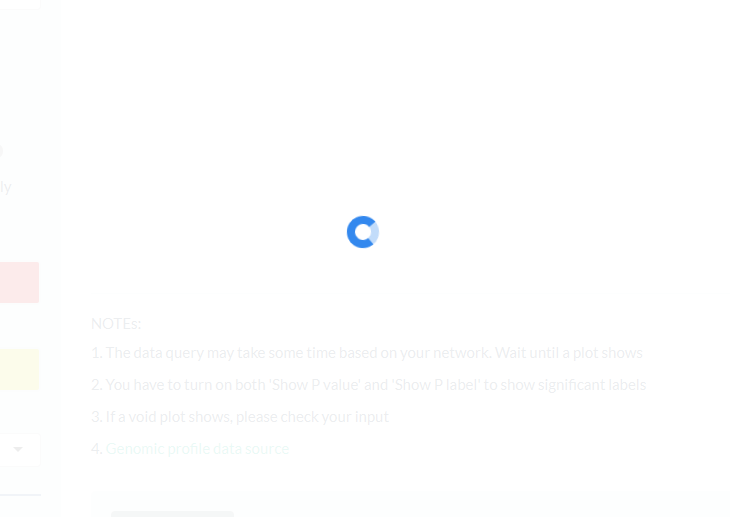 ly
NOTEs:
1. The data query may take some time based on your network. Wait until a plot shows
2. You have to turn on both 'Show P value' and 'Show P label' to show significant labels
3. If a void plot shows, please check your input
4. Genomic profile data source